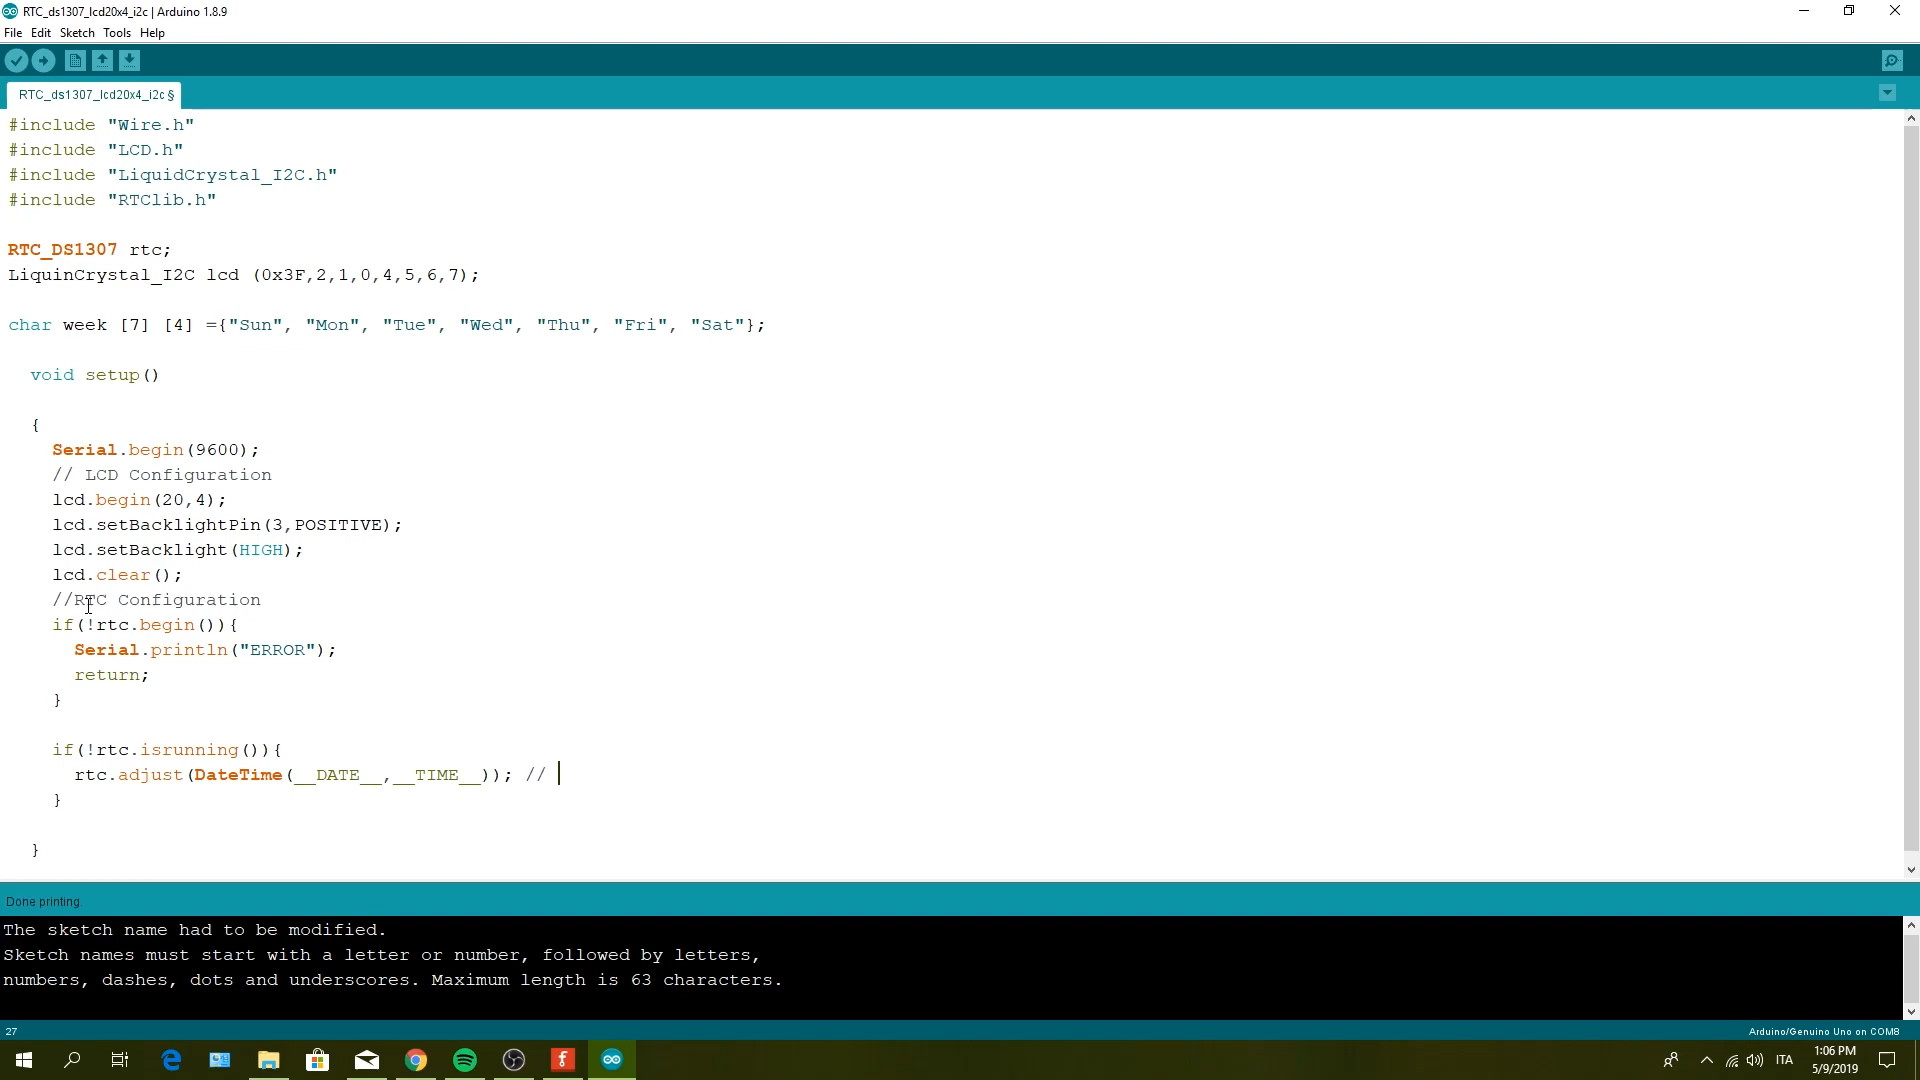 RTC_ds1307_lcd20x4_i2c | Arduino 1.8.9
File Edit Sketch Tools Help
RTC_ds1307_lcd20x4_i2c §
#include "Wire.h"
#include "LCD.h"
#include "LiquidCrystal_I2C.h"
#include "RTClib.h"
RTC_DS1307 rtc;
LiquinCrystal_I2C lcd (0x3F,2,1,0,4,5,6,7);
char week [7] [4] ={"Sun", "Mon", "Tue", "Wed", "Thu", "Fri", "Sat"};
void setup()
{
Serial.begin(9600);
// LCD Configuration
lcd.begin(20,4);
lcd.setBacklightPin(3,POSITIVE);
lcd.setBacklight(HIGH);
lcd.clear();
//RTC Configuration
if(!rtc.begin()){
Serial.println("ERROR");
return;
}
if(!rtc.isrunning()){
rtc.adjust(DateTime(__DATE__,__TIME__)); //
}
}
Done printing.
The sketch name had to be modified.
Sketch names must start with a letter or number, followed by letters,
numbers, dashes, dots and underscores. Maximum length is 63 characters.
27
Arduino/Genuino Uno on COM8
ITA
1:06 PM
5/9/2019